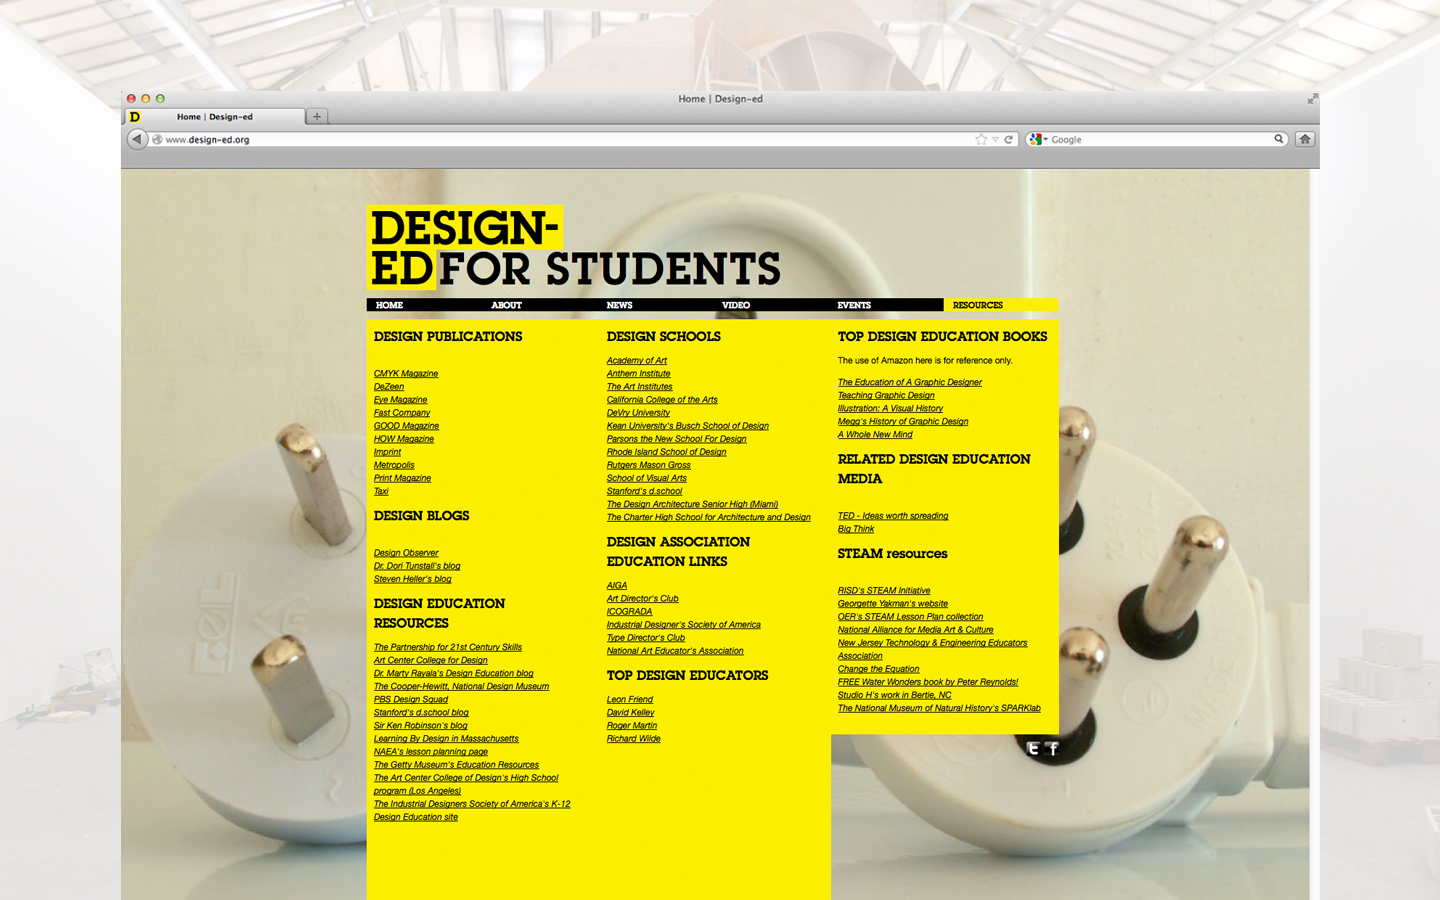 Home | Design-ed
D Home | Design-ed
www.design-ed.org
Google
DESIGN-
ED FOR STUDENTS
HOME ABOUT NEWS VIDEO EVENTS RESOURCES
DESIGN PUBLICATIONS
CMYK Magazine
DeZeen
Eye Magazine
Fast Company
GOOD Magazine
HOW Magazine
Imprint
Metropolis
Print Magazine
Taxi
DESIGN BLOGS
Design Observer
Dr. Dori Tunstall's blog
Steven Heller's blog
DESIGN EDUCATION
RESOURCES
The Partnership for 21st Century Skills
Art Center College for Design
Dr. Marty Rayala's Design Education blog
The Cooper-Hewitt, National Design Museum
PBS Design Squad
Stanford's d.school blog
Sir Ken Robinson's blog
Learning By Design in Massachusetts
NAEA's lesson planning page
The Getty Museum's Education Resources
The Art Center College of Design's High School
program (Los Angeles)
The Industrial Designers Society of America's K-12
Design Education site
DESIGN SCHOOLS
Academy of Art
Anthem Institute
The Art Institutes
California College of the Arts
DeVry University
Kean University's Busch School of Design
Parsons the New School For Design
Rhode Island School of Design
Rutgers Mason Gross
School of Visual Arts
Stanford's d.school
The Design Architecture Senior High (Miami)
The Charter High School for Architecture and Design
DESIGN ASSOCIATION
EDUCATION LINKS
AIGA
Art Director's Club
ICOGRADA
Industrial Designer's Society of America
Type Director's Club
National Art Educator's Association
TOP DESIGN EDUCATORS
Leon Friend
David Kelley
Roger Martin
Richard Wilde
TOP DESIGN EDUCATION BOOKS
The use of Amazon here is for reference only.
The Education of A Graphic Designer
Teaching Graphic Design
Illustration: A Visual History
Megg's History of Graphic Design
A Whole New Mind
RELATED DESIGN EDUCATION
MEDIA
TED - Ideas worth spreading
Big Think
STEAM resources
RISD's STEAM Initiative
Georgette Yakman's website
OER's STEAM Lesson Plan collection
National Alliance for Media Art & Culture
New Jersey Technology & Engineering Educators
Association
Change the Equation
FREE Water Wonders book by Peter Reynolds!
Studio H's work in Bertie, NC
The National Museum of Natural History's SPARKlab